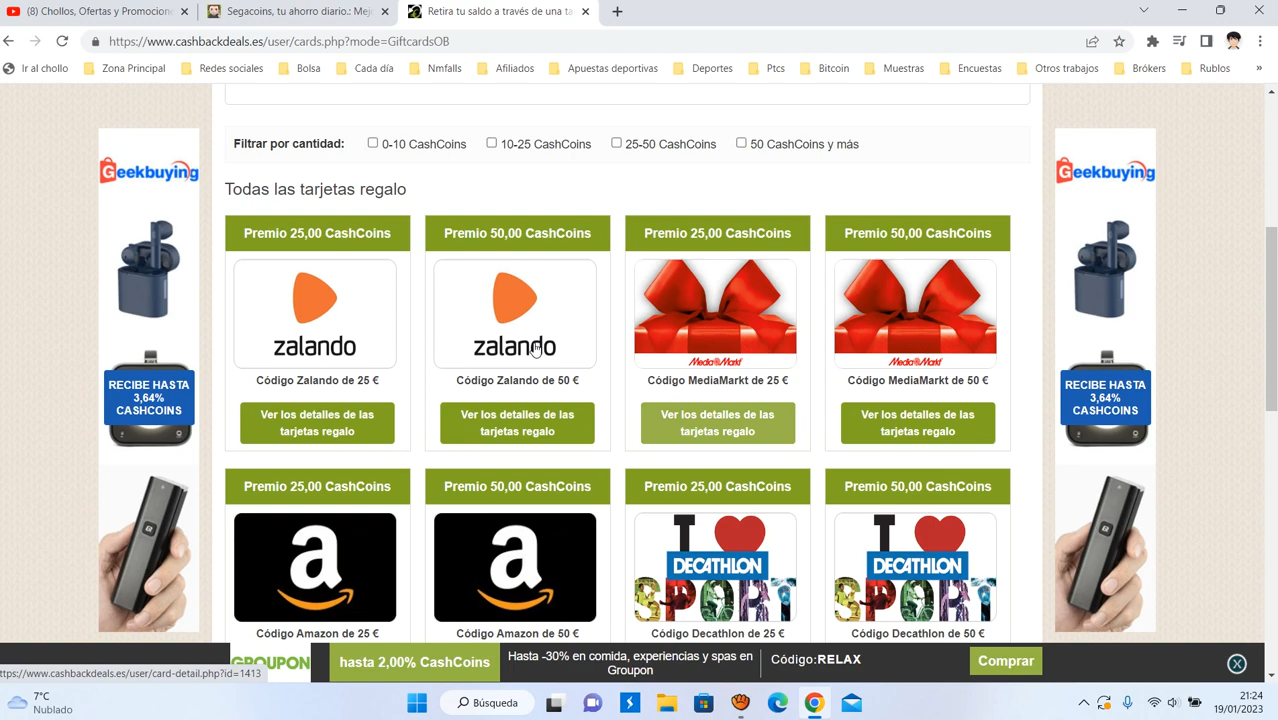 (8) Chollos, Ofertas y Promocion
Segacoins, tu ahorro diario.: Mej
Retira tu saldo a través de una ta
https://www.cashbackdeals.es/user/cards.php?mode=GiftcardsOB
Ir al chollo Zona Principal Redes sociales Bolsa Cada día Nmfalls Afiliados Apuestas deportivas Deportes Ptcs Bitcoin Muestras Encuestas Otros trabajos Brókers Rublos »
Filtrar por cantidad: 0-10 CashCoins 10-25 CashCoins 25-50 CashCoins 50 CashCoins y más
Geekbuying
Geekbuying
Todas las tarjetas regalo
Premio 25,00 CashCoins Premio 50,00 CashCoins Premio 25,00 CashCoins Premio 50,00 CashCoins
zalando zalando MediaMarkt MediaMarkt
Código Zalando de 25 € Código Zalando de 50 € Código MediaMarkt de 25 € Código MediaMarkt de 50 €
RECIBE HASTA
3,64%
CASHCOINS
RECIBE HASTA
3,64%
CASHCOINS
Ver los detalles de las
tarjetas regalo
Ver los detalles de las
tarjetas regalo
Ver los detalles de las
tarjetas regalo
Ver los detalles de las
tarjetas regalo
Premio 25,00 CashCoins Premio 50,00 CashCoins Premio 25,00 CashCoins Premio 50,00 CashCoins
a
a
I
DECATHLON
SPORT
I
DECATHLON
SPORT
Código Amazon de 25 € Código Amazon de 50 € Código Decathlon de 25 € Código Decathlon de 50 €
GROUPON
hasta 2,00% CashCoins
Hasta -30% en comida, experiencias y spas en
Groupon
Código:RELAX
Comprar
ttps://www.cashbackdeals.es/user/card-detail.php?id=1413
7°C
Nublado
Búsqueda
21:24
19/01/2023